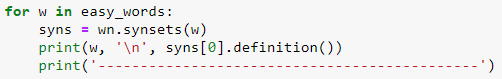 for w in easy_words:
    syns = wn.synsets(w)
    print(w, '\n', syns[0].definition())
    print('---------------------------------------------')